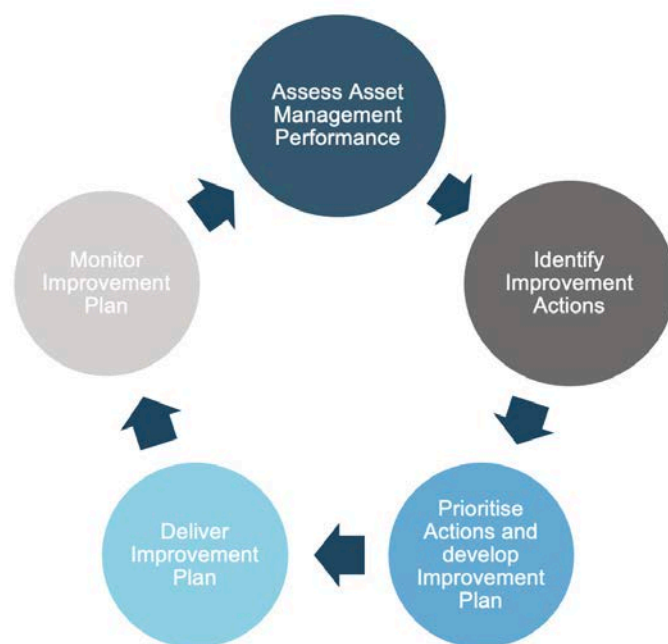 Assess Asset
Management
Performance
Identify
Improvement
Actions
Prioritise
Actions and
develop
Improvement
Plan
Deliver
Improvement
Plan
Monitor
Improvement
Plan